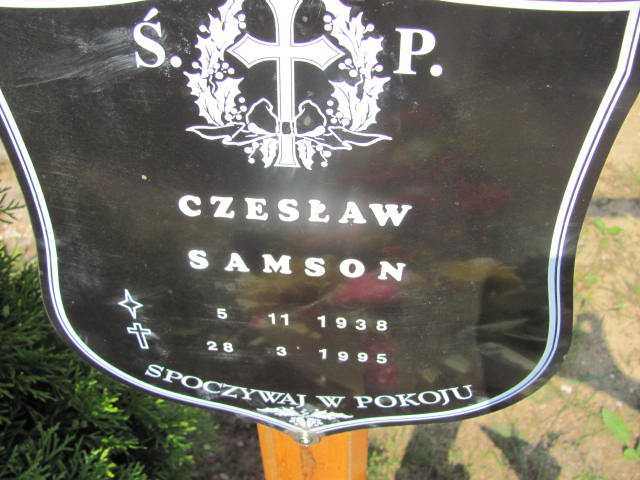 Ś. P.
CZESŁAW
SAMSON
5 11 1938
28 3 1995
SPOCZYWAJ W POKOJU